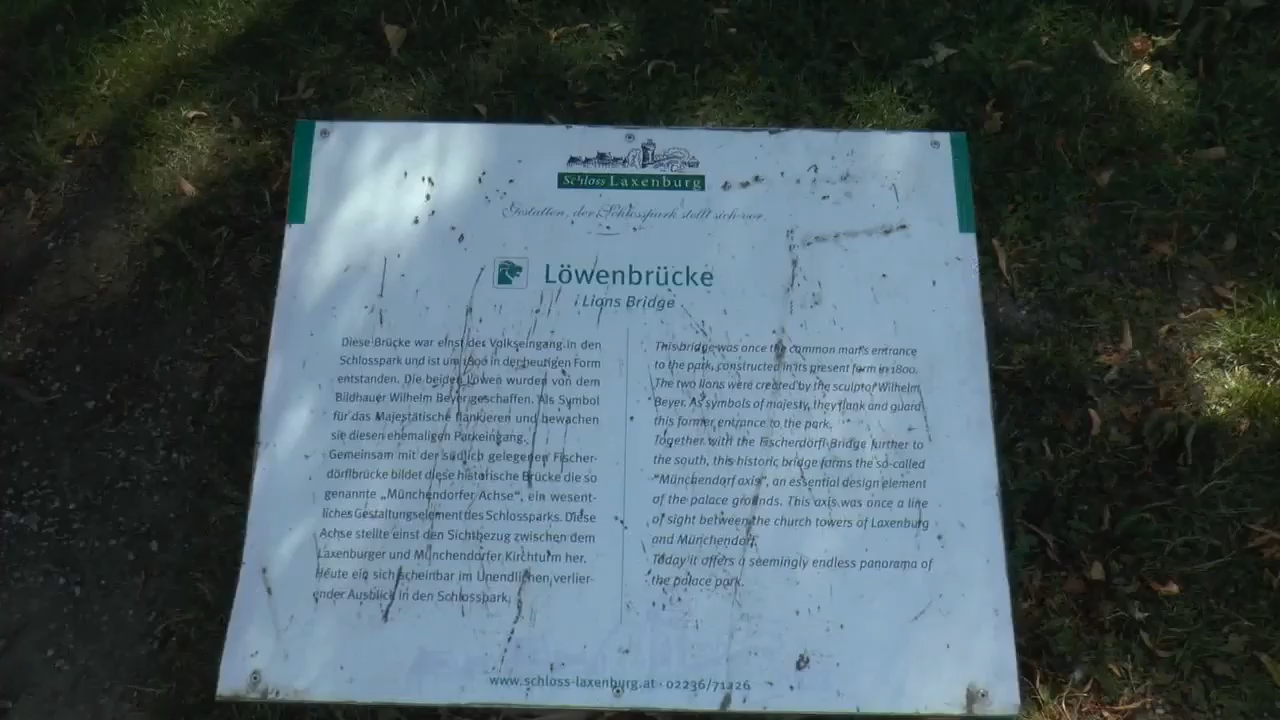 Schloss Laxenburg
Gestatten, der Schlosspark stellt sich vor.
Löwenbrücke
Lions Bridge
Diese Brücke war einst der Volkseingang in den
Schlosspark und ist um 1800 in der heutigen Form
entstanden. Die beiden Löwen wurden von dem
Bildhauer Wilhelm Beyer geschaffen. Als Symbol
für das Majestätische flankieren und bewachen
sie diesen ehemaligen Parkeingang.
Gemeinsam mit der südlich gelegenen Fischer-
dörflbrücke bildet diese historische Brücke die so
genannte „Münchendorfer Achse“, ein wesent-
liches Gestaltungselement des Schlossparks. Diese
Achse stellte einst den Sichtbezug zwischen dem
Laxenburger und Münchendorfer Kirchturm her.
Heute ein sich scheinbar im Unendlichen verlier-
ender Ausblick in den Schlosspark.
This bridge was once the common man's entrance
to the park, constructed in its present form in 1800.
The two lions were created by the sculptor Wilhelm
Beyer. As symbols of majesty, they flank and guard
this former entrance to the park.
Together with the Fischerdörfl-Bridge further to
the south, this historic bridge forms the so-called
"Münchendorf axis", an essential design element
of the palace grounds. This axis was once a line
of sight between the church towers of Laxenburg
and Münchendorf.
Today it offers a seemingly endless panorama of
the palace park.
www.schloss-laxenburg.at · 02236/71226